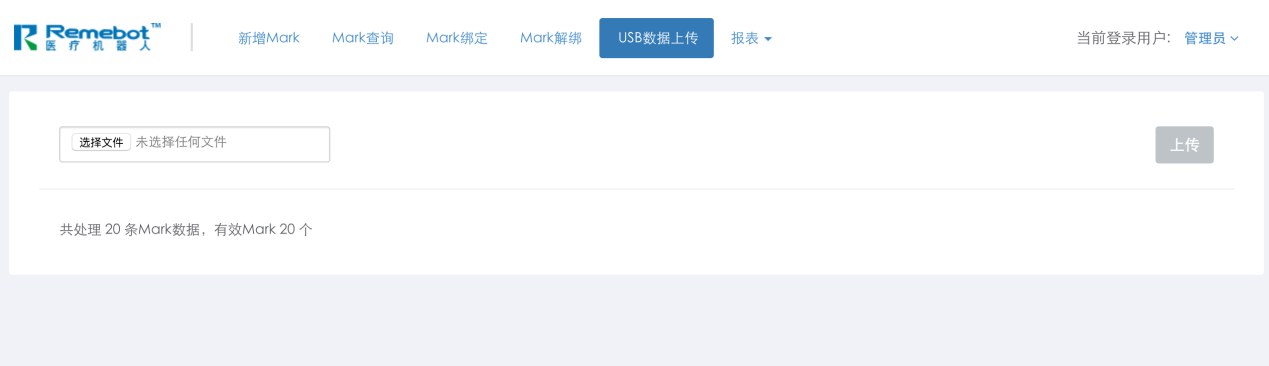 Remebot™
医疗机器人
新增Mark Mark查询 Mark绑定 Mark解绑 USB数据上传 报表 当前登录用户: 管理员
选择文件 未选择任何文件 上传
共处理 20 条Mark数据，有效Mark 20 个